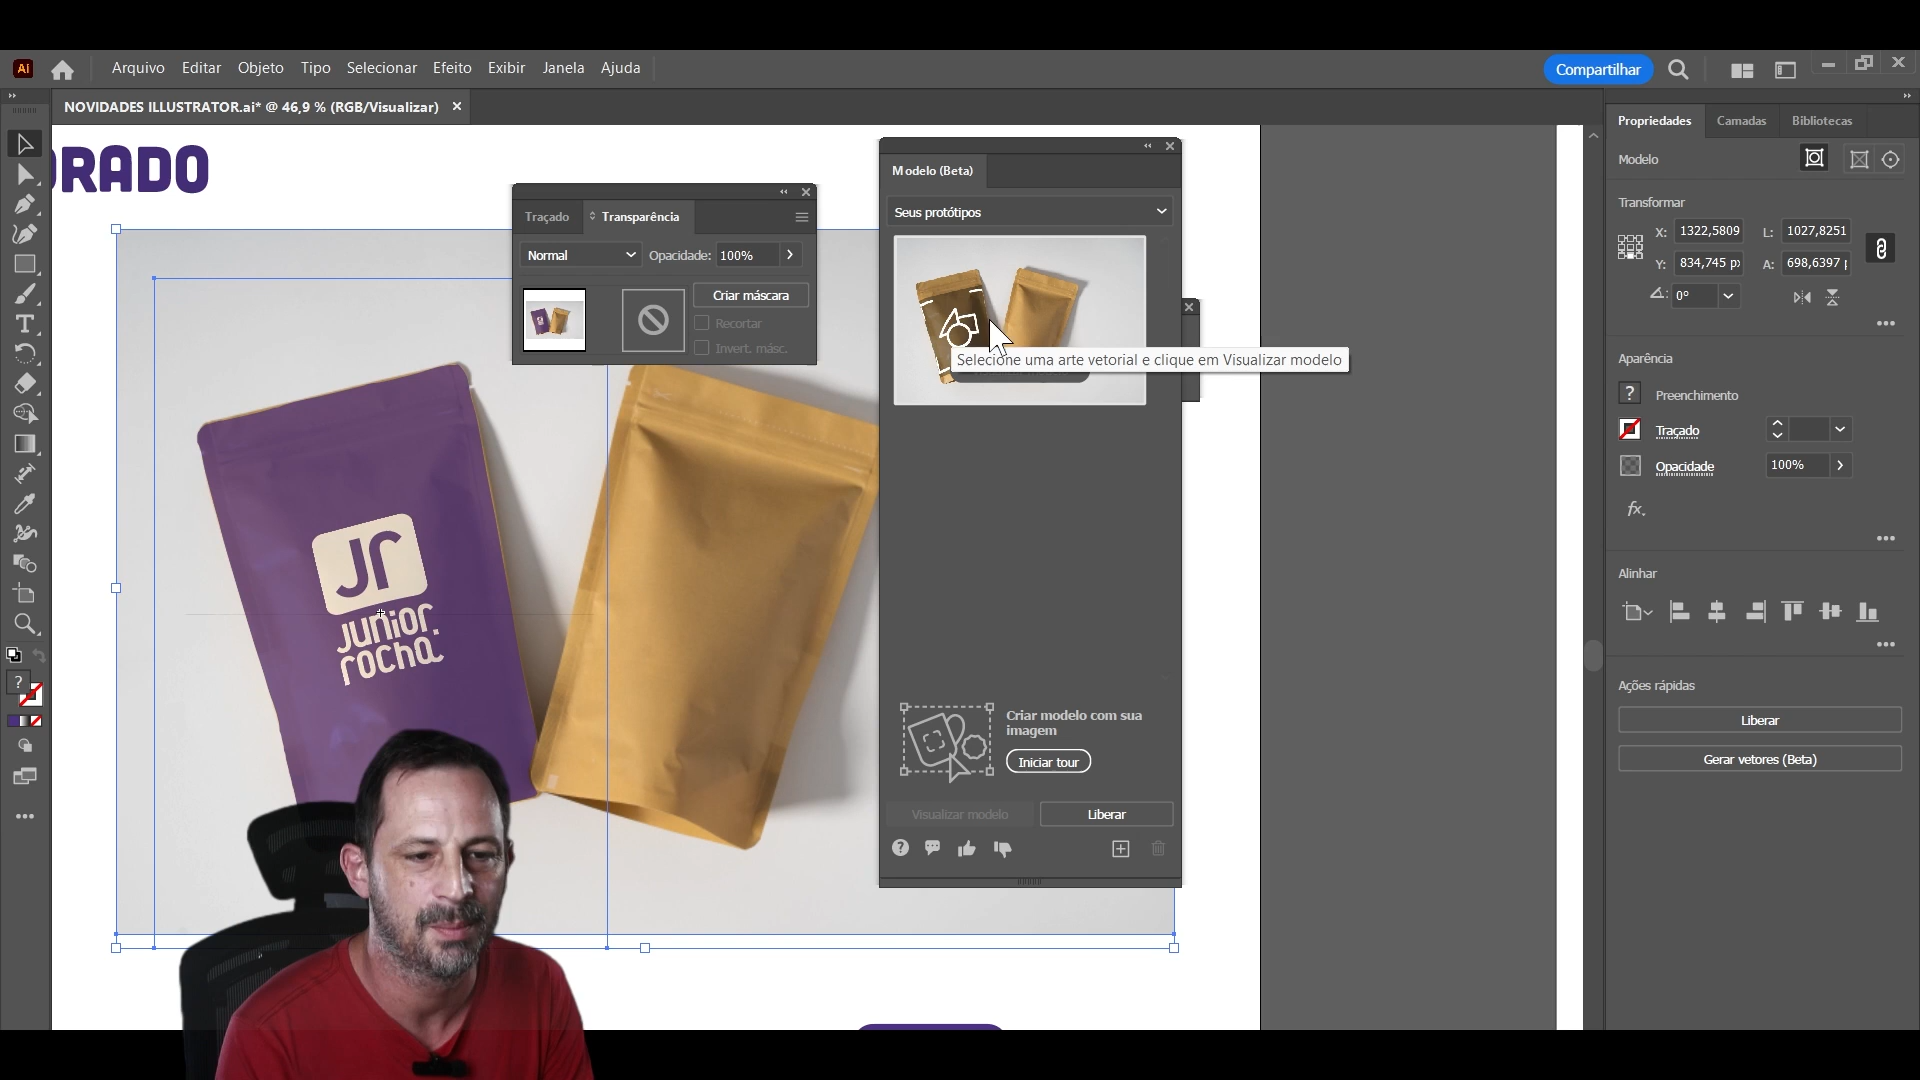 Ai
Arquivo Editar Objeto Tipo Selecionar Efeito Exibir Janela Ajuda
Compartilhar
NOVIDADES ILLUSTRATOR.ai* @ 46,9 % (RGB/Visualizar)
Propriedades Camadas Bibliotecas
ORADO
Modelo (Beta)
Seus protótipos
Traçado Transparência
Normal Opacidade: 100%
Criar máscara
Recortar
Invert. másc.
Selecione uma arte vetorial e clique em Visualizar modelo
Jr
junior.
rocha
Criar modelo com sua
imagem
Iniciar tour
Visualizar modelo Liberar
Modelo
Transformar
X: 1322,5809 L: 1027,8251
Y: 834,745 px A: 698,6397 p
0°
Aparência
? Preenchimento
Traçado
Opacidade 100%
fx.
Alinhar
Ações rápidas
Liberar
Gerar vetores (Beta)